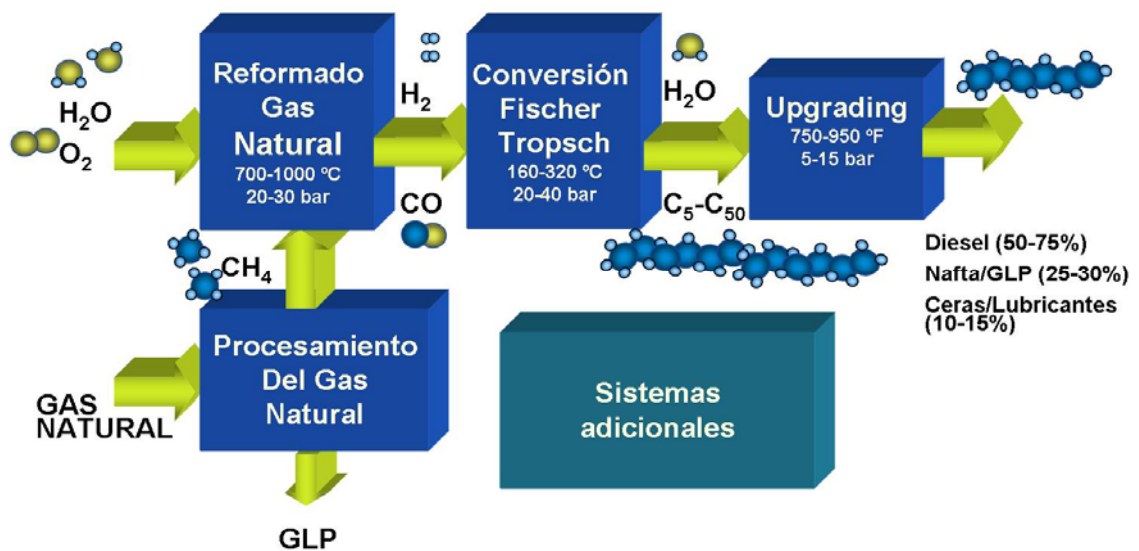 H₂O
O₂
Reformado
Gas
Natural
700-1000 ºC
20-30 bar
H₂
CO
Conversión
Fischer
Tropsch
160-320 ºC
20-40 bar
H₂O
C₅-C₅₀
Upgrading
750-950 ºF
5-15 bar
Diesel (50-75%)
Nafta/GLP (25-30%)
Ceras/Lubricantes
(10-15%)
CH₄
GAS
NATURAL
Procesamiento
Del Gas
Natural
GLP
Sistemas
adicionales